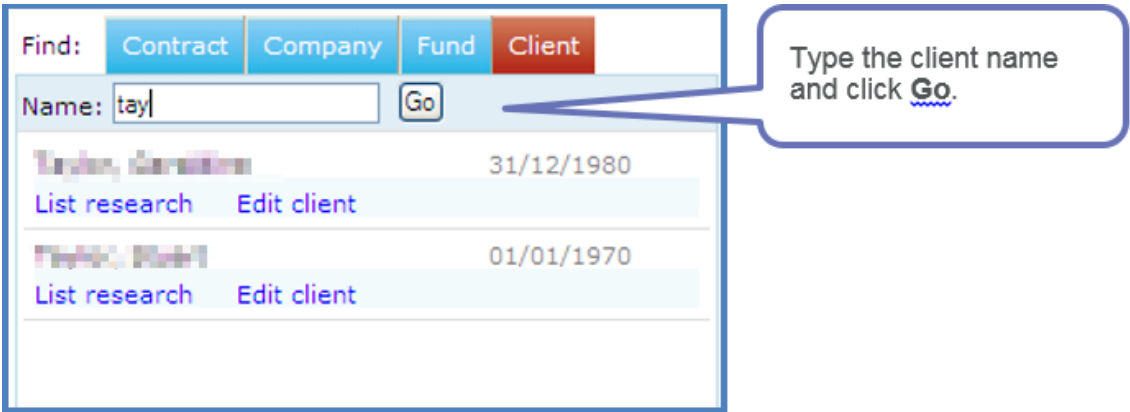 Find: Contract Company Fund Client
Name: tay Go
31/12/1980
List research Edit client
01/01/1970
List research Edit client
Type the client name
and click Go.